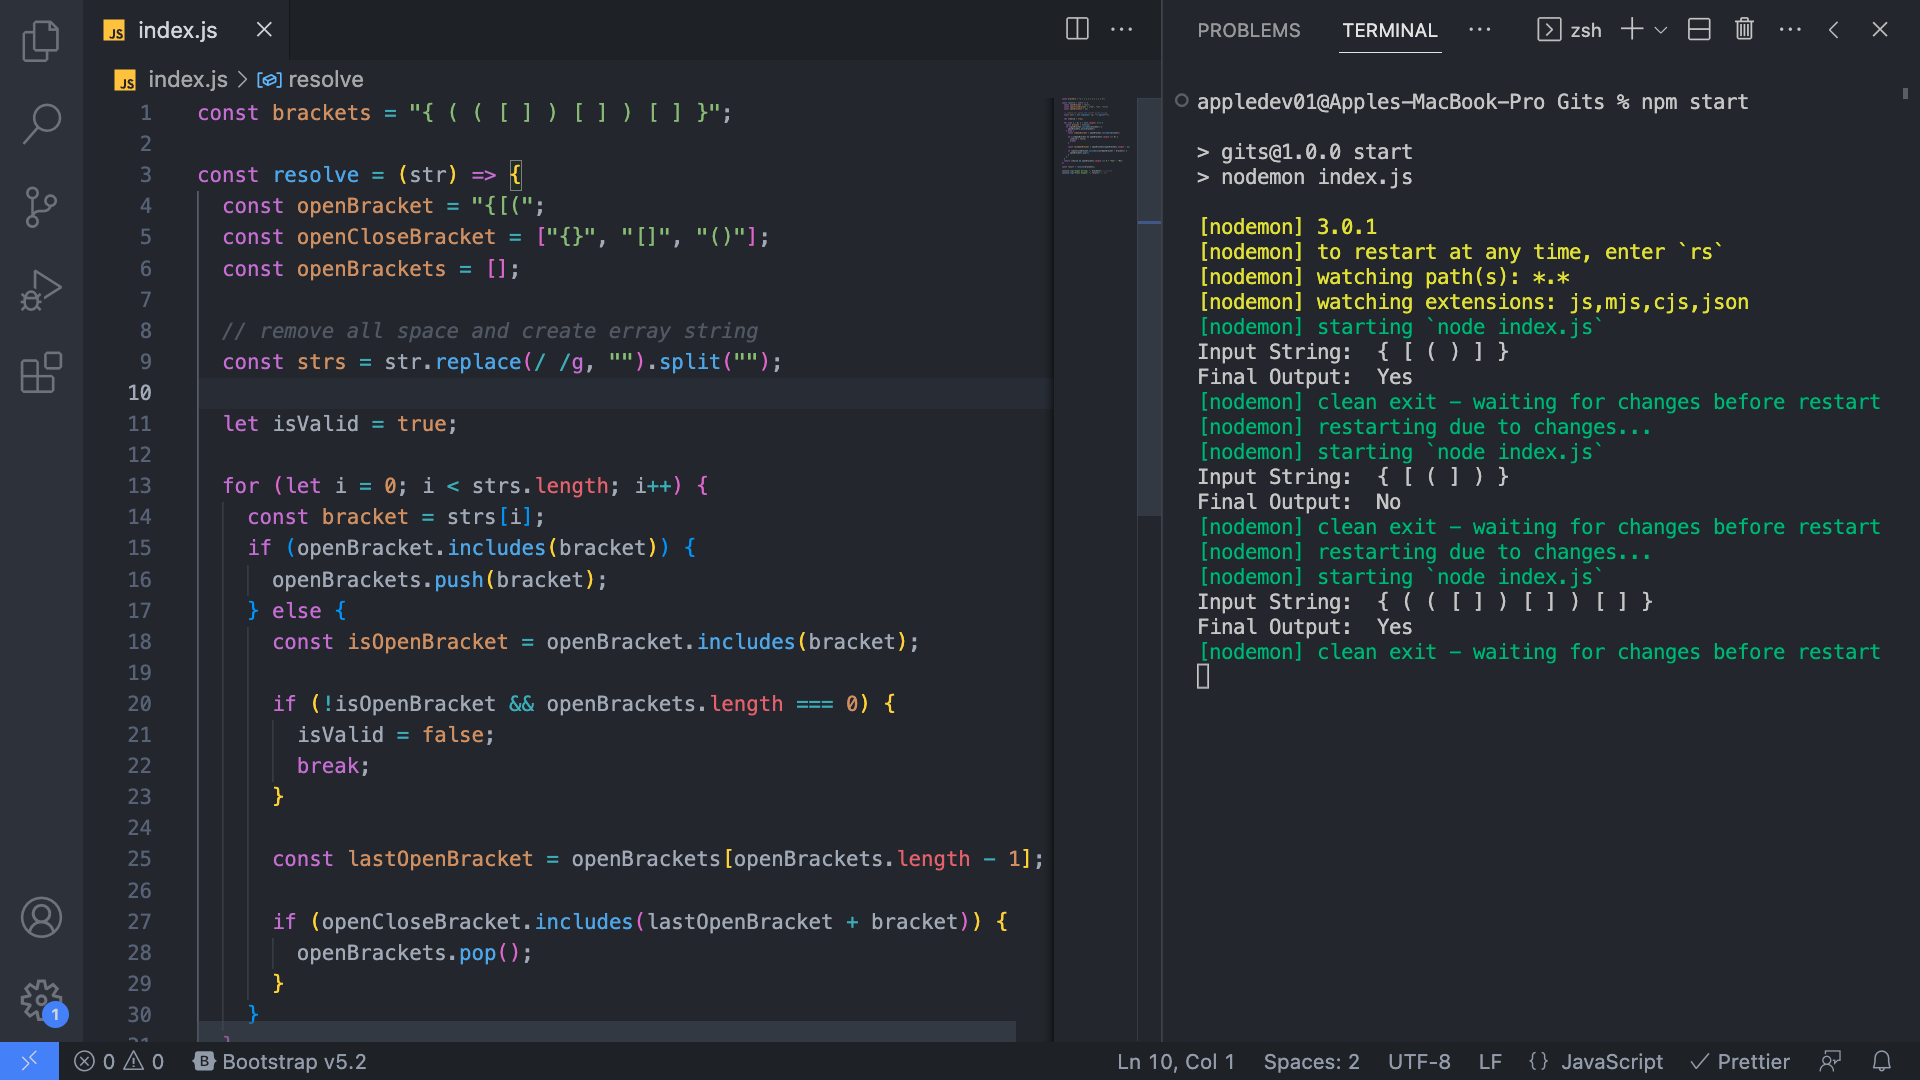 index.js
index.js > resolve
1 const brackets = "{ ( ( [ ] ) [ ] ) [ ] }";
2
3 const resolve = (str) => {
4 const openBracket = "{[(";
5 const openCloseBracket = ["{}", "[]", "()"];
6 const openBrackets = [];
7
8 // remove all space and create erray string
9 const strs = str.replace(/ /g, "").split("");
10
11 let isValid = true;
12
13 for (let i = 0; i < strs.length; i++) {
14 const bracket = strs[i];
15 if (openBracket.includes(bracket)) {
16 openBrackets.push(bracket);
17 } else {
18 const isOpenBracket = openBracket.includes(bracket);
19
20 if (!isOpenBracket && openBrackets.length === 0) {
21 isValid = false;
22 break;
23 }
24
25 const lastOpenBracket = openBrackets[openBrackets.length - 1];
26
27 if (openCloseBracket.includes(lastOpenBracket + bracket)) {
28 openBrackets.pop();
29 }
30 }
PROBLEMS TERMINAL zsh
appledev01@Apples-MacBook-Pro Gits % npm start
> gits@1.0.0 start
> nodemon index.js
[nodemon] 3.0.1
[nodemon] to restart at any time, enter `rs`
[nodemon] watching path(s): *.*
[nodemon] watching extensions: js,mjs,cjs,json
[nodemon] starting `node index.js`
Input String: { [ ( ) ] }
Final Output: Yes
[nodemon] clean exit - waiting for changes before restart
[nodemon] restarting due to changes...
[nodemon] starting `node index.js`
Input String: { [ ( ] ) }
Final Output: No
[nodemon] clean exit - waiting for changes before restart
[nodemon] restarting due to changes...
[nodemon] starting `node index.js`
Input String: { ( ( [ ] ) [ ] ) [ ] }
Final Output: Yes
[nodemon] clean exit - waiting for changes before restart
1
0 0 Bootstrap v5.2 Ln 10, Col 1 Spaces: 2 UTF-8 LF {} JavaScript Prettier